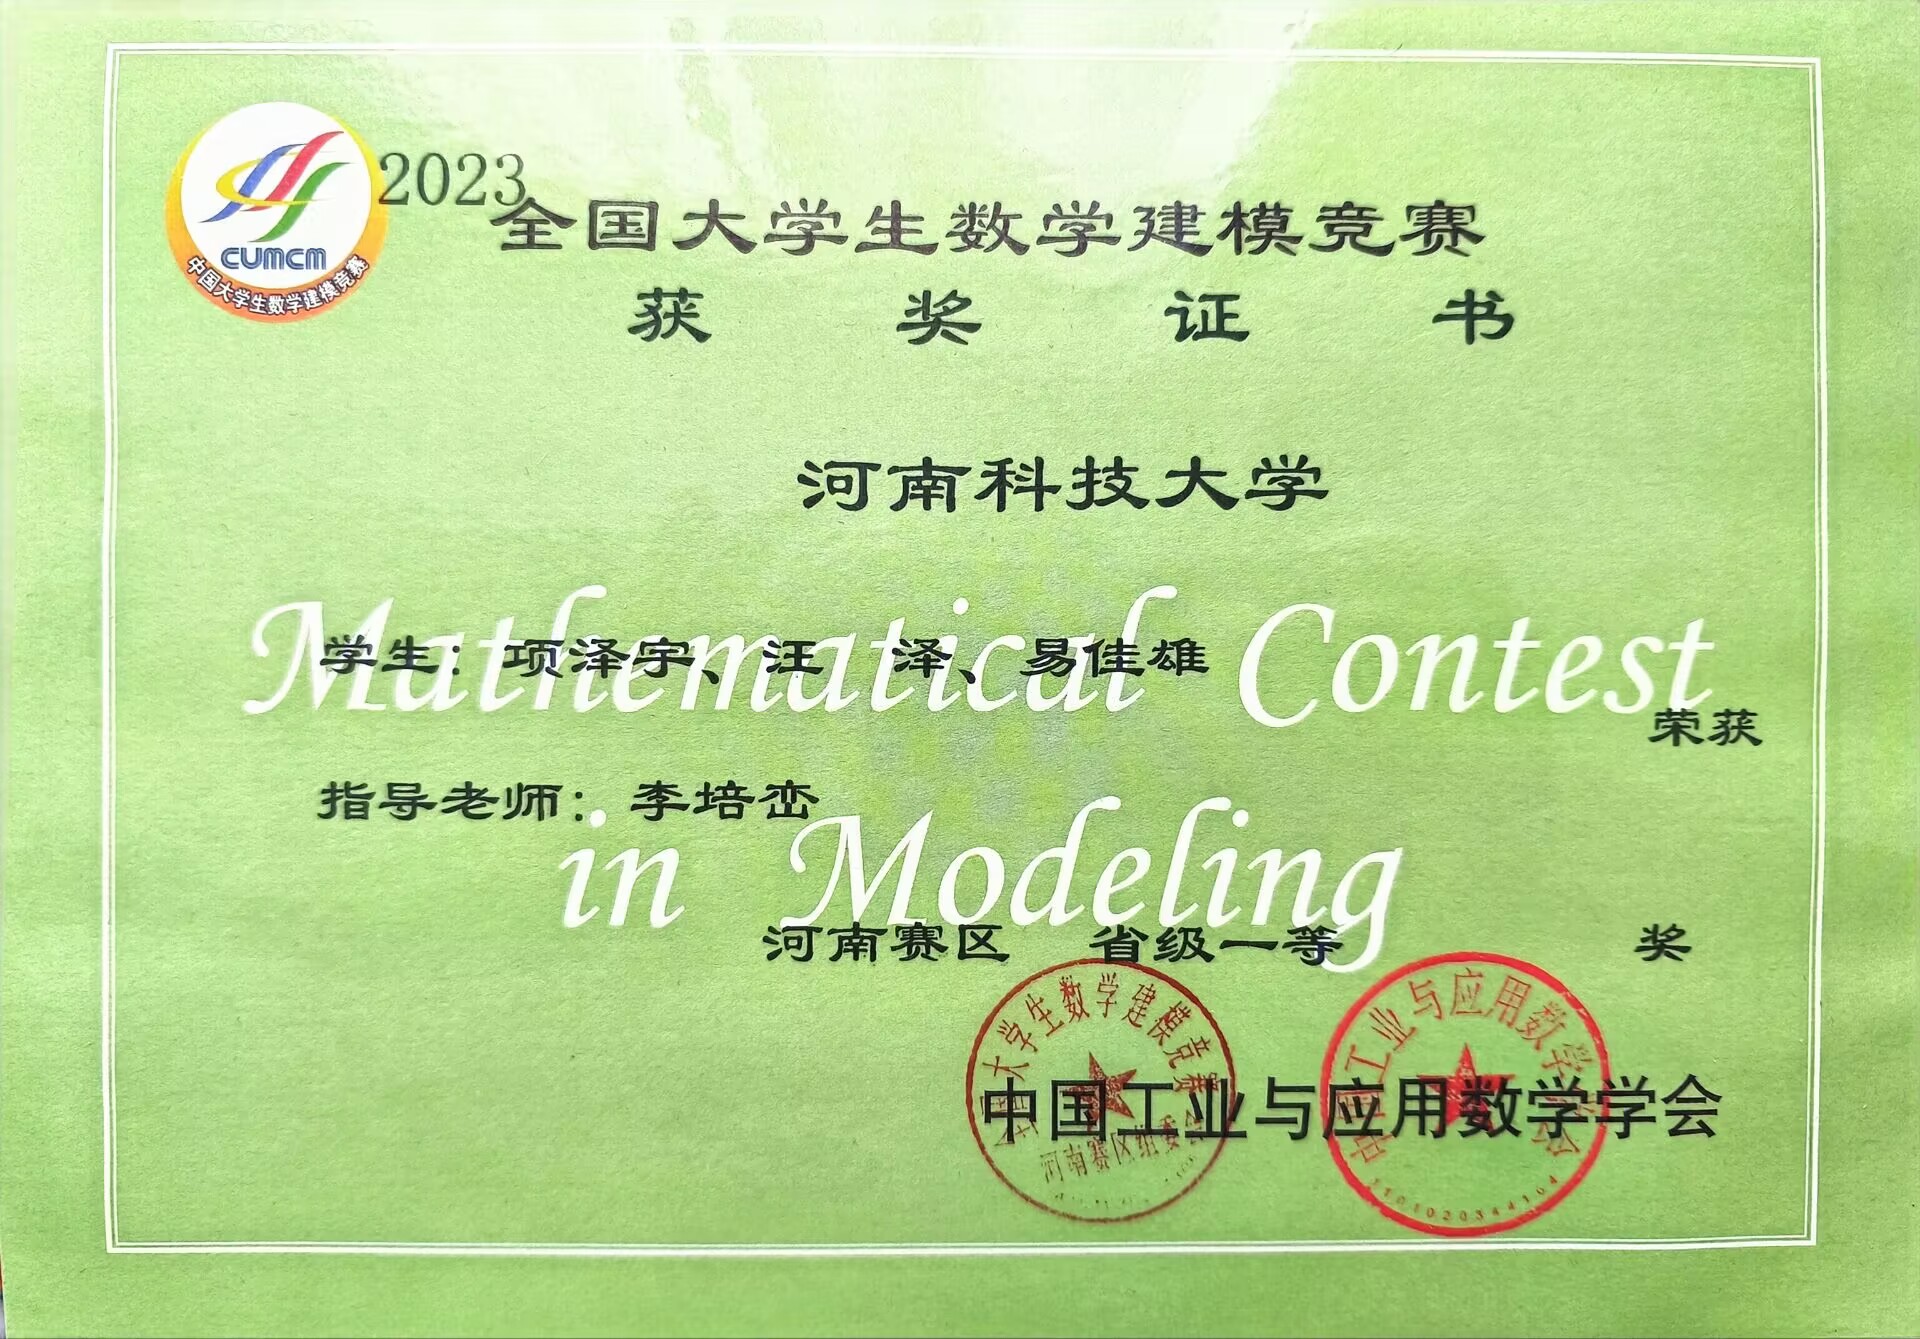 2023
全国大学生数学建模竞赛
CUMCM
中国大学生数学建模竞赛
获 奖 证 书
河南科技大学
Mathematical Contest
学生：项泽宇、汪 泽、易佳雄
荣获
指导老师：李培峦
in Modeling
河南赛区 省级一等 奖
大学生数学建模竞赛
河南赛区组委会
中国工业与应用数学学会
中国工业与应用数学学会